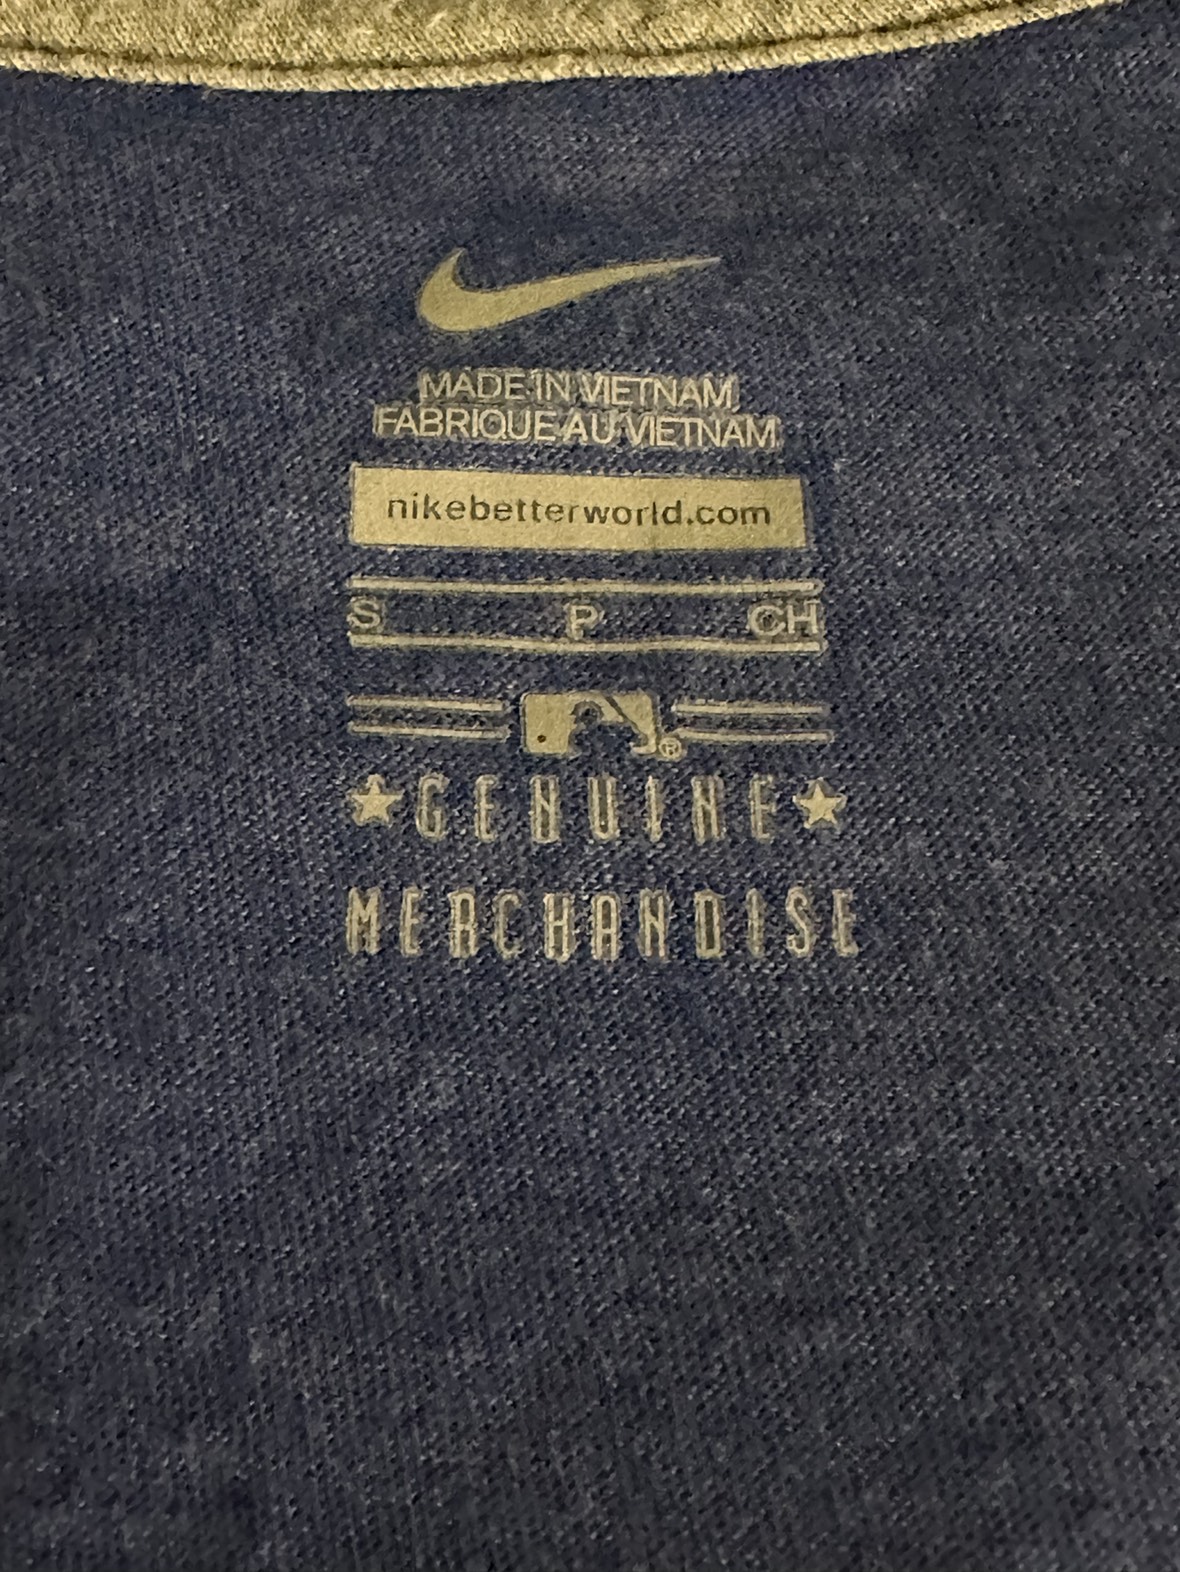 MADE IN VIETNAM
FABRIQUE AU VIETNAM
nikebetterworld.com
S P CH
®
GENUINE
MERCHANDISE